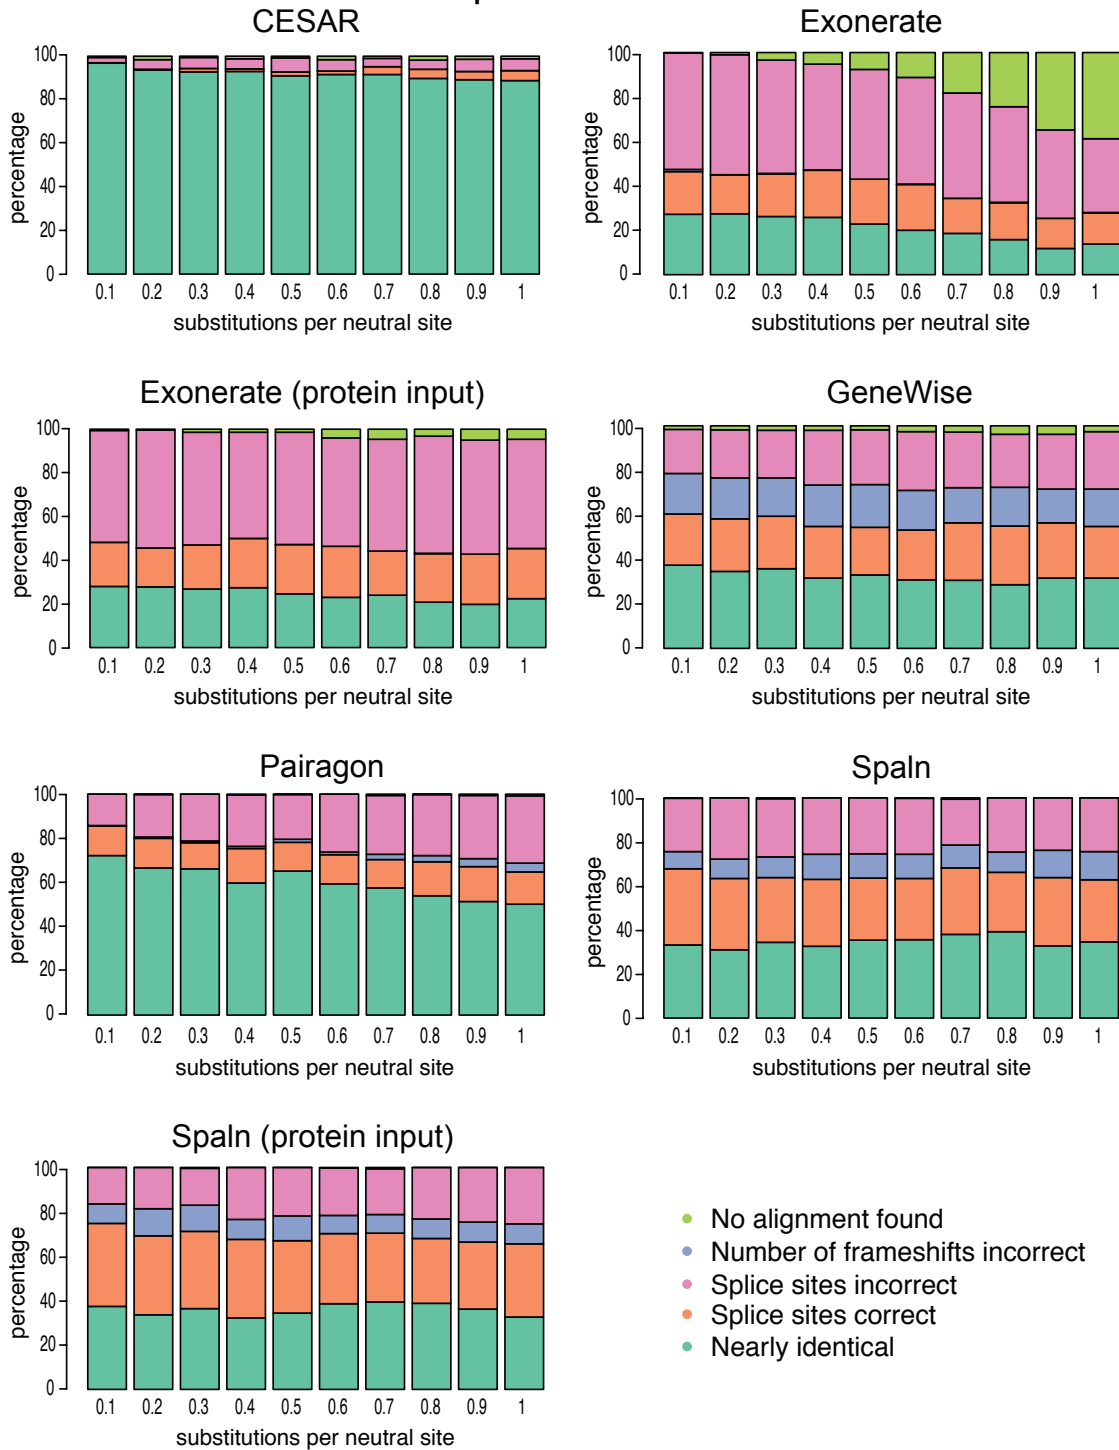 CESAR
percentage
100
80
60
40
20
0
0.1 0.2 0.3 0.4 0.5 0.6 0.7 0.8 0.9 1
substitutions per neutral site
Exonerate
percentage
100
80
60
40
20
0
0.1 0.2 0.3 0.4 0.5 0.6 0.7 0.8 0.9 1
substitutions per neutral site
Exonerate (protein input)
percentage
100
80
60
40
20
0
0.1 0.2 0.3 0.4 0.5 0.6 0.7 0.8 0.9 1
substitutions per neutral site
GeneWise
percentage
100
80
60
40
20
0
0.1 0.2 0.3 0.4 0.5 0.6 0.7 0.8 0.9 1
substitutions per neutral site
Pairagon
percentage
100
80
60
40
20
0
0.1 0.2 0.3 0.4 0.5 0.6 0.7 0.8 0.9 1
substitutions per neutral site
Spaln
percentage
100
80
60
40
20
0
0.1 0.2 0.3 0.4 0.5 0.6 0.7 0.8 0.9 1
substitutions per neutral site
Spaln (protein input)
percentage
100
80
60
40
20
0
0.1 0.2 0.3 0.4 0.5 0.6 0.7 0.8 0.9 1
substitutions per neutral site
No alignment found
Number of frameshifts incorrect
Splice sites incorrect
Splice sites correct
Nearly identical